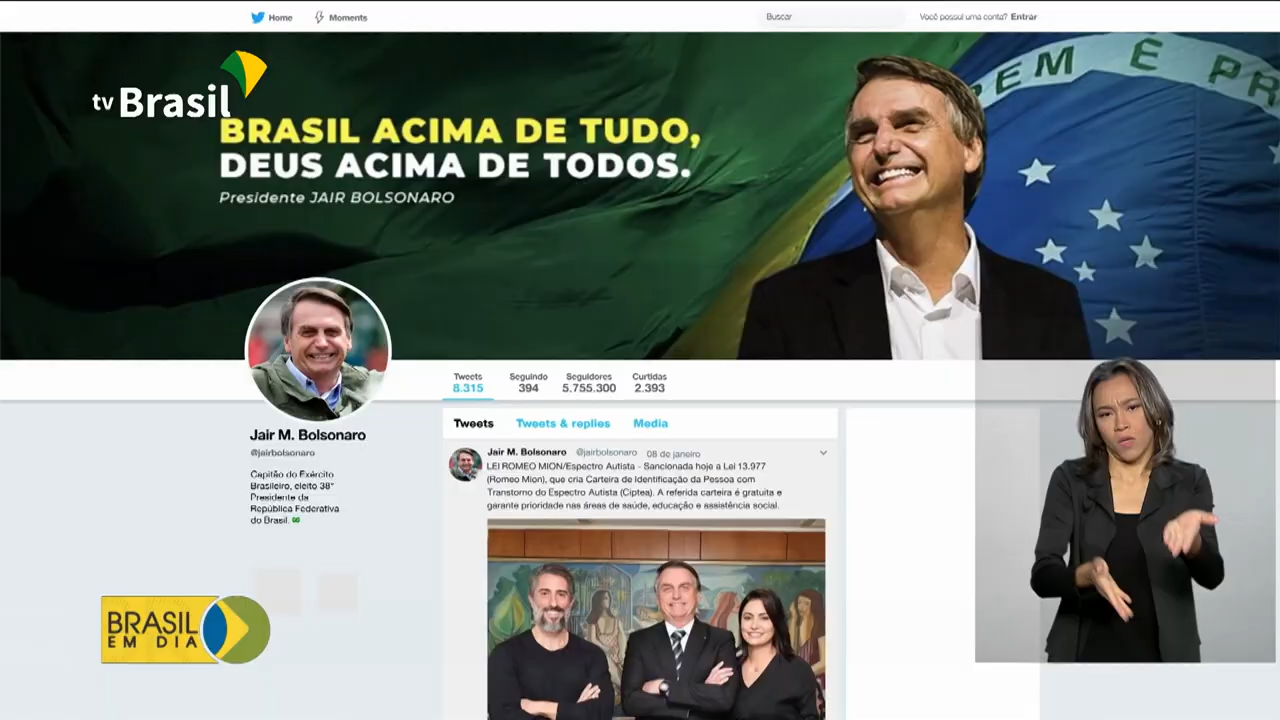 Home
Moments
Buscar
Você possui uma conta? Entrar
tv Brasil
BRASIL ACIMA DE TUDO,
DEUS ACIMA DE TODOS.
Presidente JAIR BOLSONARO
EM É PR
Tweets
8.315
Seguindo
394
Seguidores
5.755.300
Curtidas
2.393
Jair M. Bolsonaro
@jairbolsonaro
Capitão do Exército
Brasileiro, eleito 38°
Presidente da
República Federativa
do Brasil.
Tweets
Tweets & replies
Media
Jair M. Bolsonaro @jairbolsonaro 08 de janeiro
LEI ROMEO MION/Espectro Autista - Sancionada hoje a Lei 13.977
(Romeo Mion), que cria Carteira de Identificação da Pessoa com
Transtorno do Espectro Autista (Ciptea). A referida carteira é gratuita e
garante prioridade nas áreas de saúde, educação e assistência social.
BRASIL
EM DIA